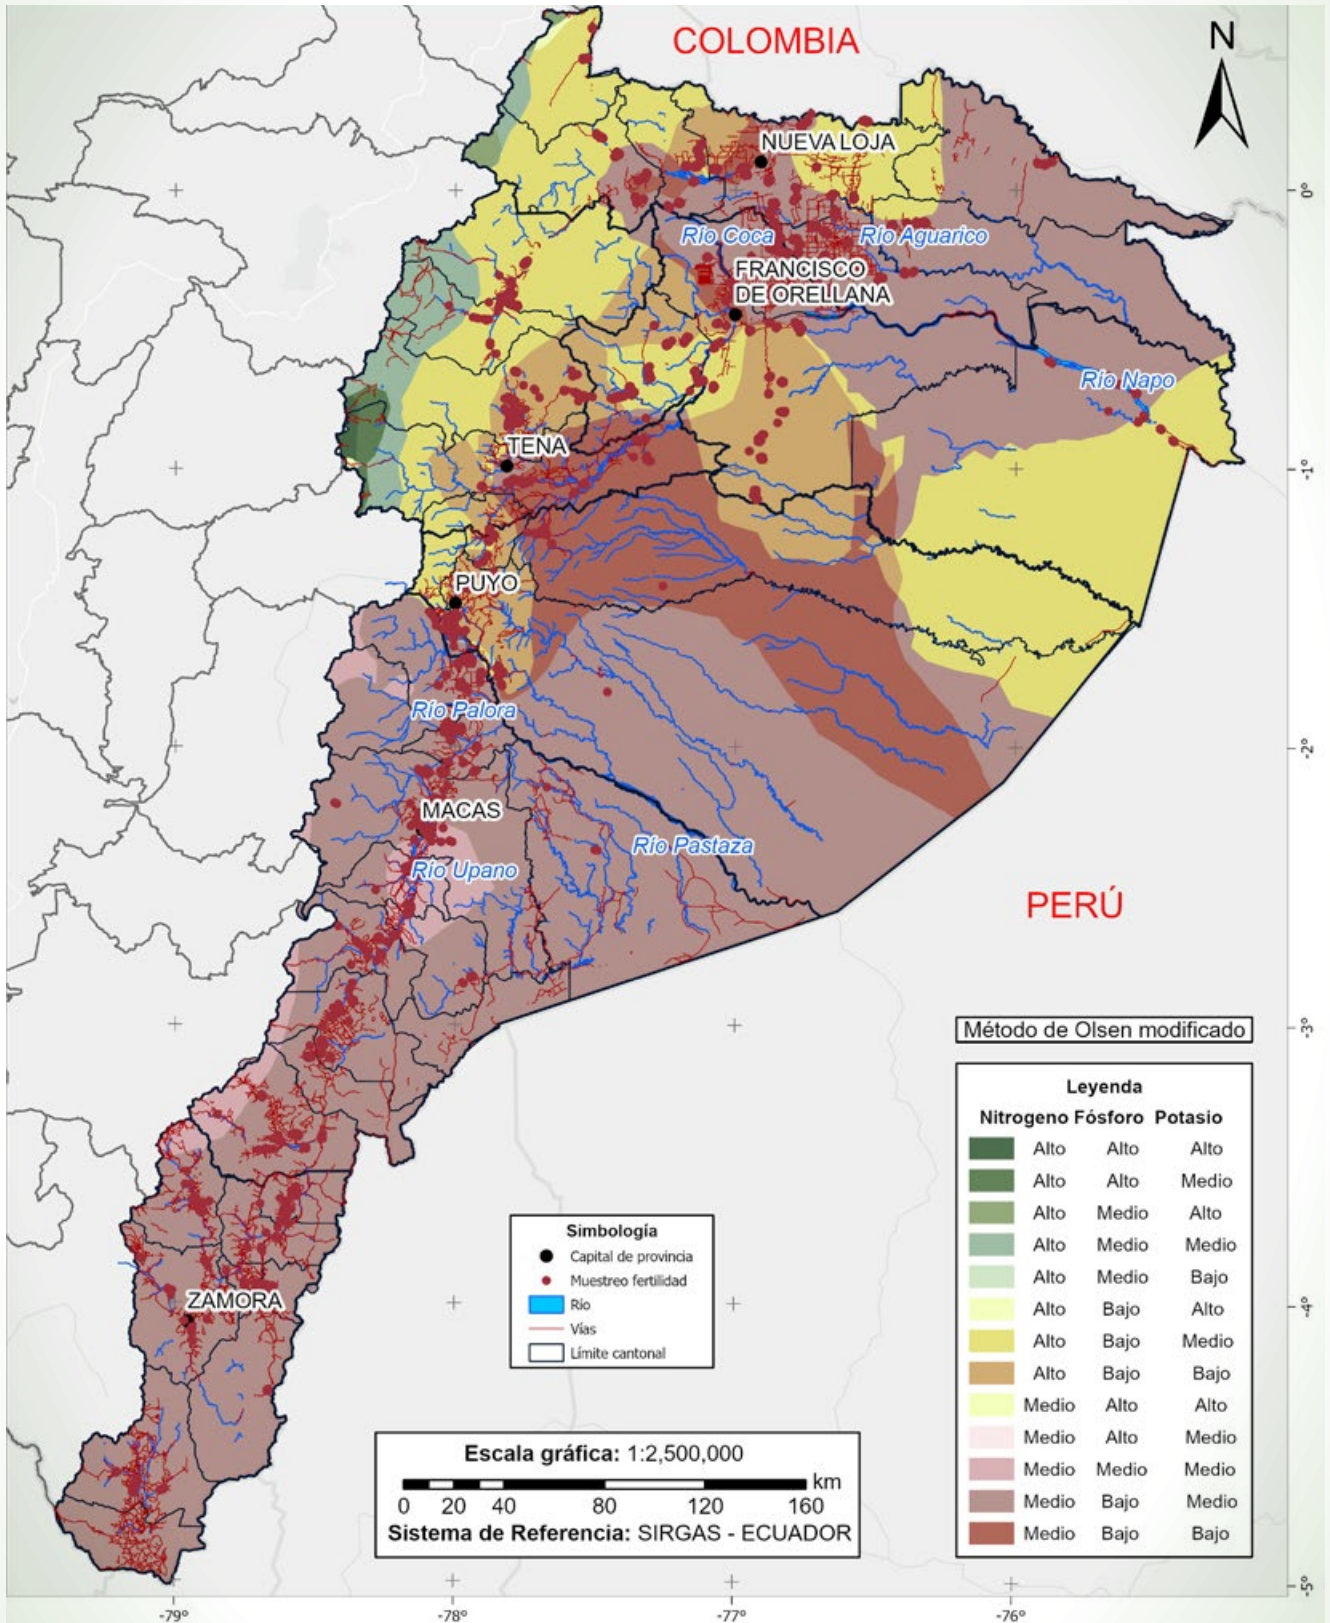 COLOMBIA
N
NUEVA LOJA
0°
Río Coca
Río Aguarico
FRANCISCO
DE ORELLANA
Río Napo
TENA
-1°
PUYO
Río Palora
-2°
MACAS
Río Pastaza
Río Upano
PERÚ
Método de Olsen modificado
-3°
Leyenda
Nitrogeno Fósforo Potasio
Alto Alto Alto
Alto Alto Medio
Alto Medio Alto
Alto Medio Medio
Alto Medio Bajo
Alto Bajo Alto
Alto Bajo Medio
Alto Bajo Bajo
Medio Alto Alto
Medio Alto Medio
Medio Medio Medio
Medio Bajo Medio
Medio Bajo Bajo
Simbología
Capital de provincia
Muestreo fertilidad
Río
Vías
Límite cantonal
ZAMORA
-4°
Escala gráfica: 1:2,500,000
km
0 20 40 80 120 160
Sistema de Referencia: SIRGAS - ECUADOR
-5°
-79° -78° -77° -76°